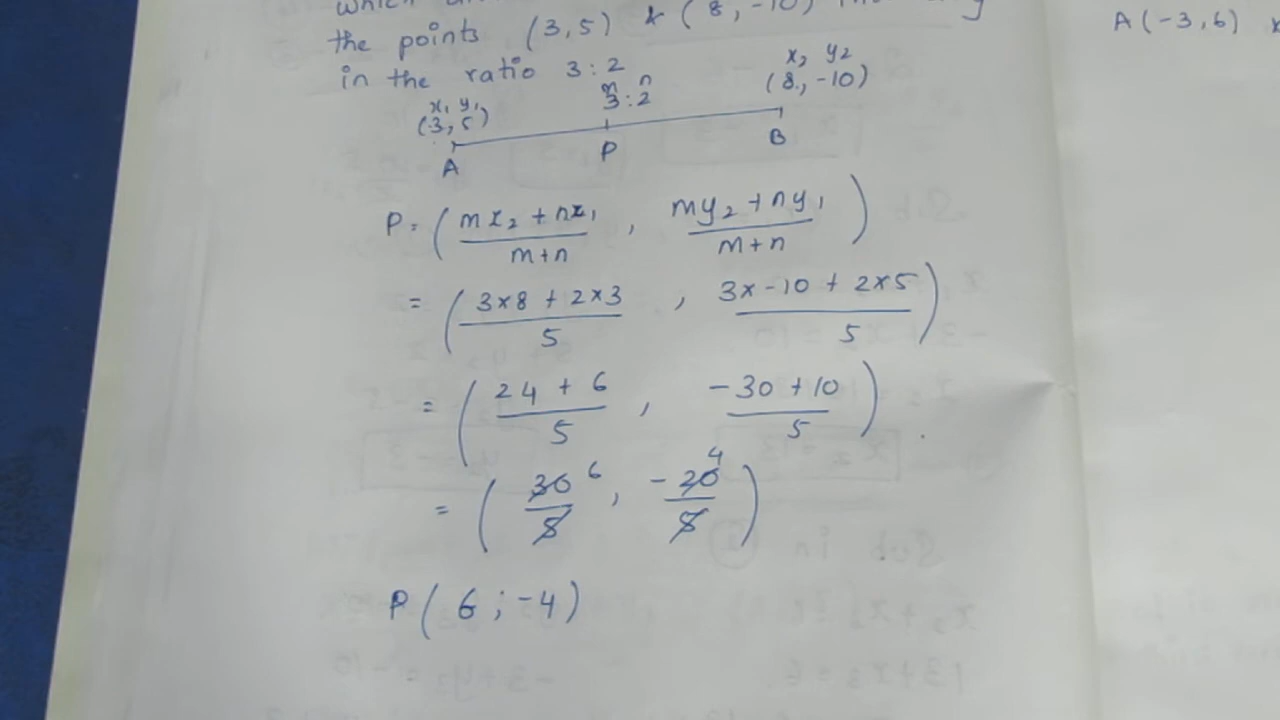 the points (3,5) & (8,-10)
A(-3,6)
in the ratio 3:2
x₁ y₁ m n x₂ y₂
(3,5) 3:2 (8,-10)
A P B
P = ( mx₂ + nx₁ / m+n , my₂ + ny₁ / m+n )
= ( 3×8 + 2×3 / 5 , 3×-10 + 2×5 / 5 )
= ( 24 + 6 / 5 , -30 + 10 / 5 )
= ( 30 6 / 5 , -20 4 / 5 )
P ( 6 ; -4 )